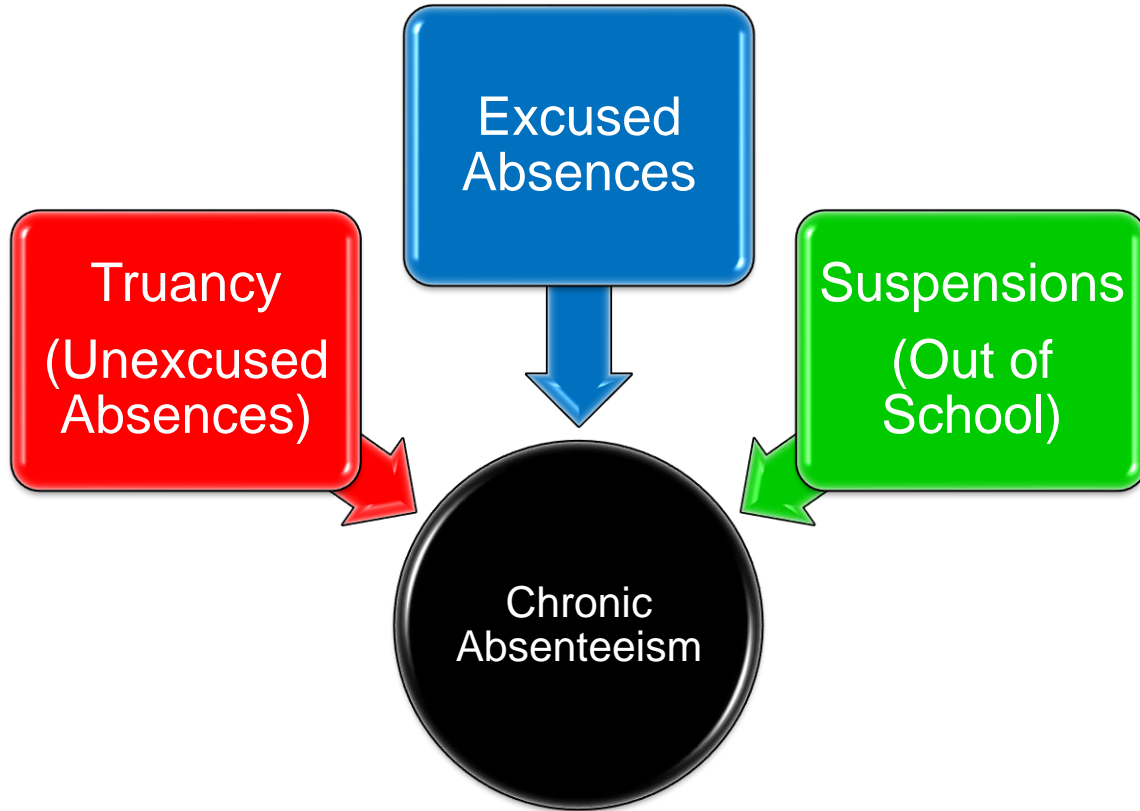 Excused
Absences
Truancy
(Unexcused
Absences)
Suspensions
(Out of
School)
Chronic
Absenteeism